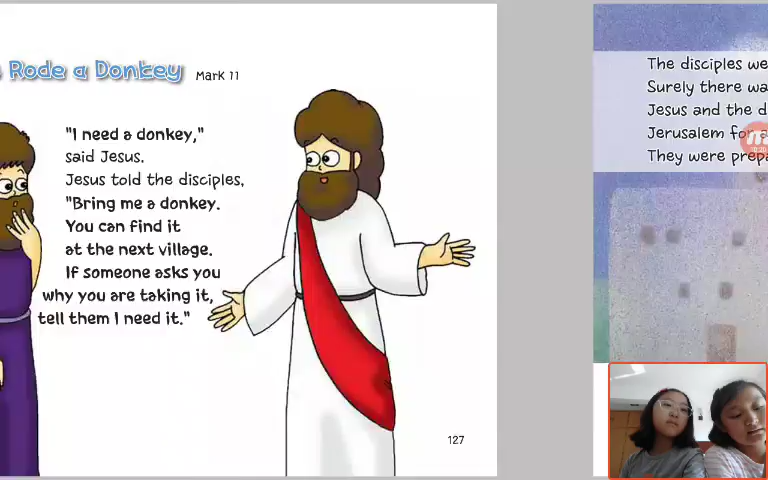 Rode a Donkey Mark 11
"I need a donkey,"
said Jesus.
Jesus told the disciples,
"Bring me a donkey.
You can find it
at the next village.
If someone asks you
why you are taking it,
tell them I need it."
127
The disciples we
Surely there wa
Jesus and the d
Jerusalem for
They were prepa